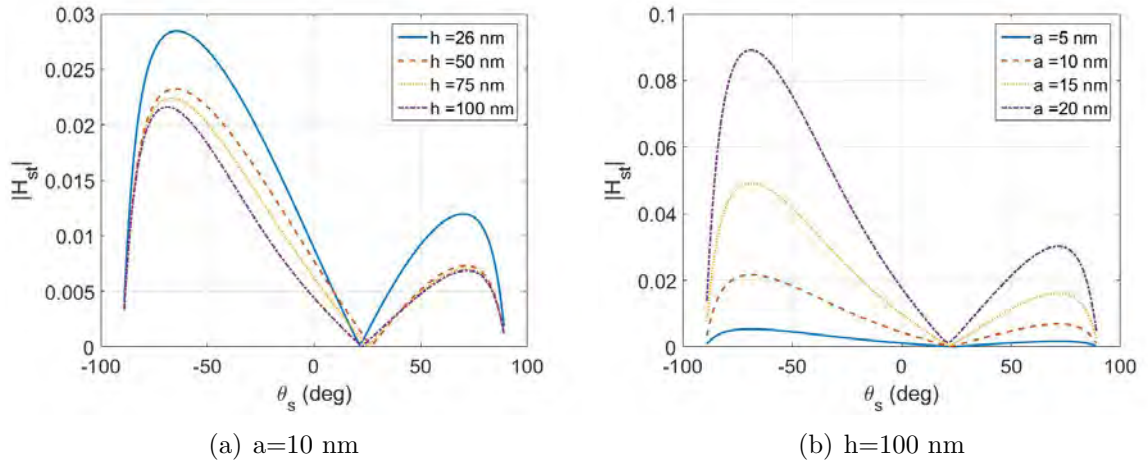 0.03
0.025
0.02
0.015
0.01
0.005
0
|H_st|
-100
-50
0
50
100
θ_s (deg)
h =26 nm
h =50 nm
h =75 nm
h =100 nm
(a) a=10 nm
0.1
0.08
0.06
0.04
0.02
0
|H_st|
-100
-50
0
50
100
θ_s (deg)
a =5 nm
a =10 nm
a =15 nm
a =20 nm
(b) h=100 nm